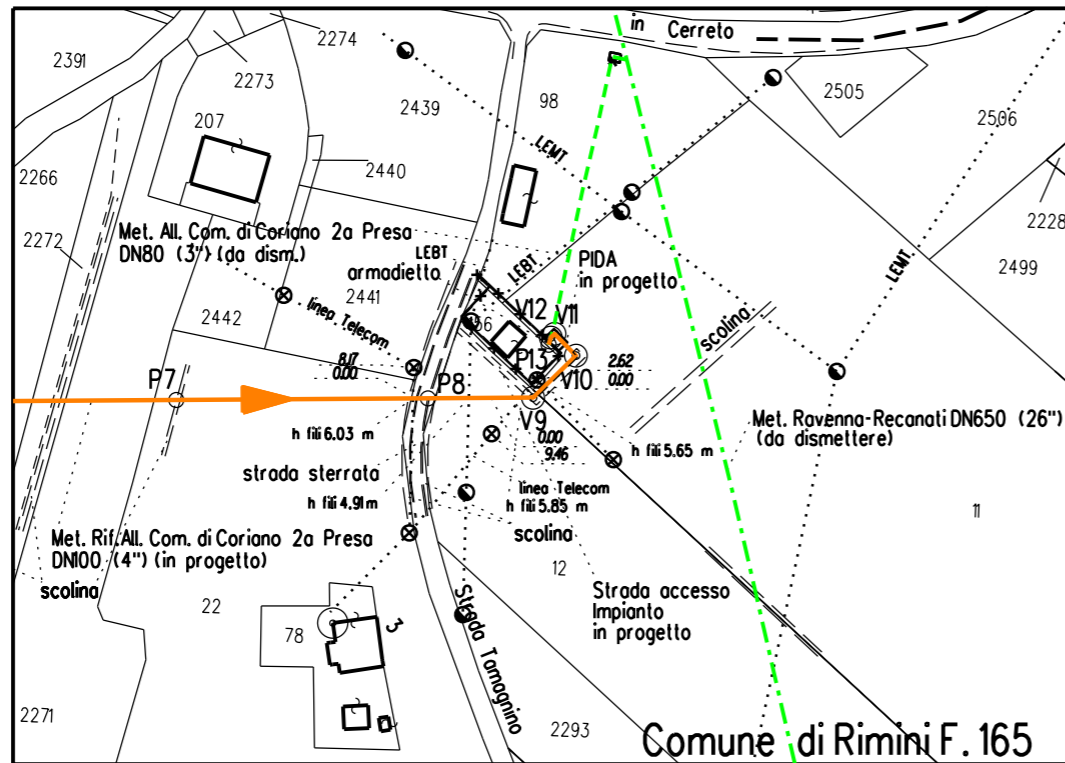 in Cerreto
2274
2391
2273
2439
98
2505
207
2506
LEMT
2440
2266
2228
Met. All. Com. di Coriano 2a Presa
DN80 (3") (da dism.)
2272
LEBT
armadietto
LEBT
PIDA
in progetto
LEMT
2499
2441
linea Telecom
2442
V12
V11
scolina
8.17
0.00
P13
2.62
0.00
P7
P8
V10
V9
h fili 6.03 m
0.00
9.46
h fili 5.65 m
Met. Ravenna-Recanati DN650 (26")
(da dismettere)
strada sterrata
h fili 4.91m
linea Telecom
h fili 5.85 m
11
Met. Rif. All. Com. di Coriano 2a Presa
DN100 (4") (in progetto)
scolina
scolina
12
22
Strada accesso
Impianto
in progetto
78
3
Strada Tomagnino
2271
2293
Comune di Rimini F. 165